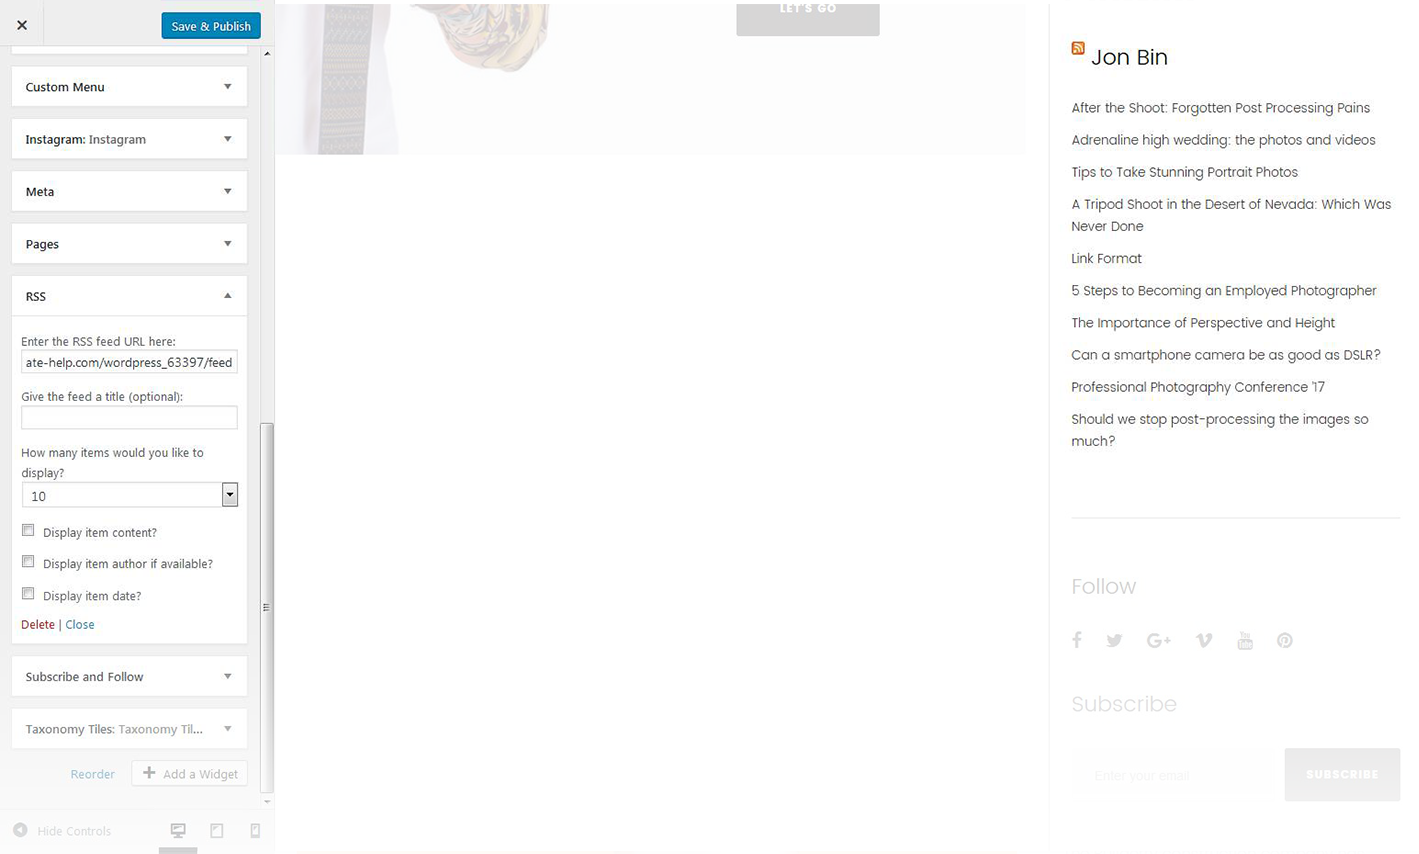 Save & Publish
Custom Menu
Instagram: Instagram
Meta
Pages
RSS
Enter the RSS feed URL here:
ate-help.com/wordpress_63397/feed
Give the feed a title (optional):
How many items would you like to
display?
10
Display item content?
Display item author if available?
Display item date?
Delete | Close
Subscribe and Follow
Taxonomy Tiles: Taxonomy Til...
Reorder
Add a Widget
Hide Controls
LET'S GO
Jon Bin
After the Shoot: Forgotten Post Processing Pains
Adrenaline high wedding: the photos and videos
Tips to Take Stunning Portrait Photos
A Tripod Shoot in the Desert of Nevada: Which Was
Never Done
Link Format
5 Steps to Becoming an Employed Photographer
The Importance of Perspective and Height
Can a smartphone camera be as good as DSLR?
Professional Photography Conference '17
Should we stop post-processing the images so
much?
Follow
You
Tube
Subscribe
Enter your email
SUBSCRIBE